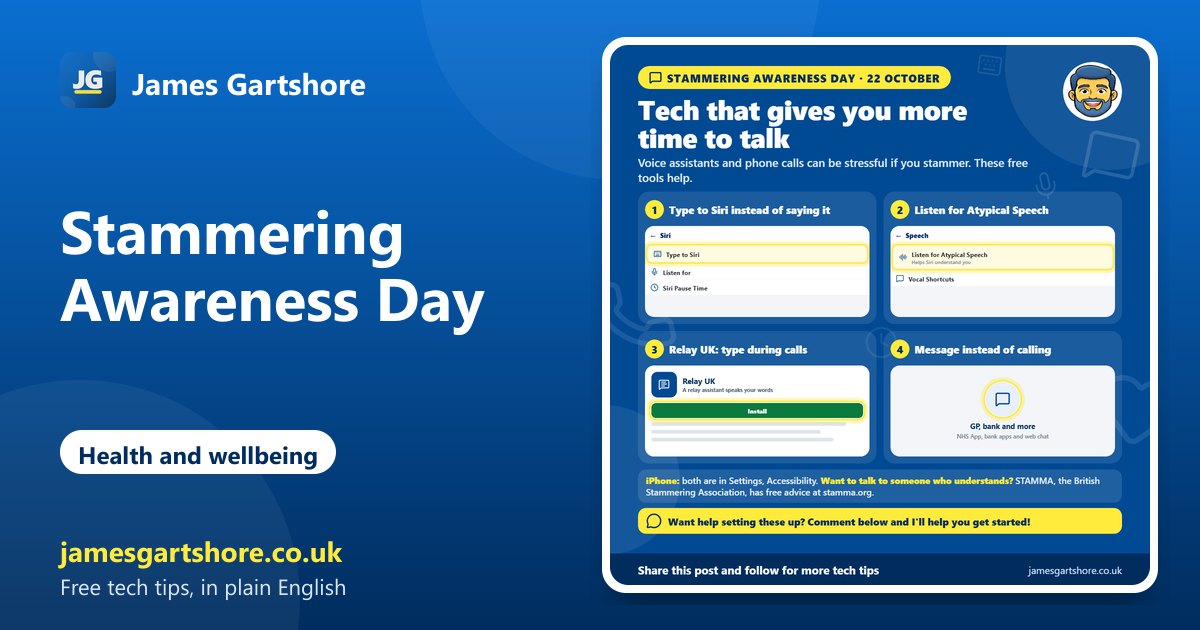 JG
James Gartshore
Stammering
Awareness Day
Health and wellbeing
jamesgartshore.co.uk
Free tech tips, in plain English
STAMMERING AWARENESS DAY · 22 OCTOBER
Tech that gives you more
time to talk
Voice assistants and phone calls can be stressful if you stammer. These free
tools help.
1 Type to Siri instead of saying it
← Siri
Type to Siri
Listen for
Siri Pause Time
2 Listen for Atypical Speech
← Speech
Listen for Atypical Speech
Helps Siri understand you
Vocal Shortcuts
3 Relay UK: type during calls
Relay UK
A relay assistant speaks your words
Install
4 Message instead of calling
GP, bank and more
NHS App, bank apps and web chat
iPhone: both are in Settings, Accessibility. Want to talk to someone who understands? STAMMA, the British
Stammering Association, has free advice at stamma.org.
Want help setting these up? Comment below and I'll help you get started!
Share this post and follow for more tech tips
jamesgartshore.co.uk